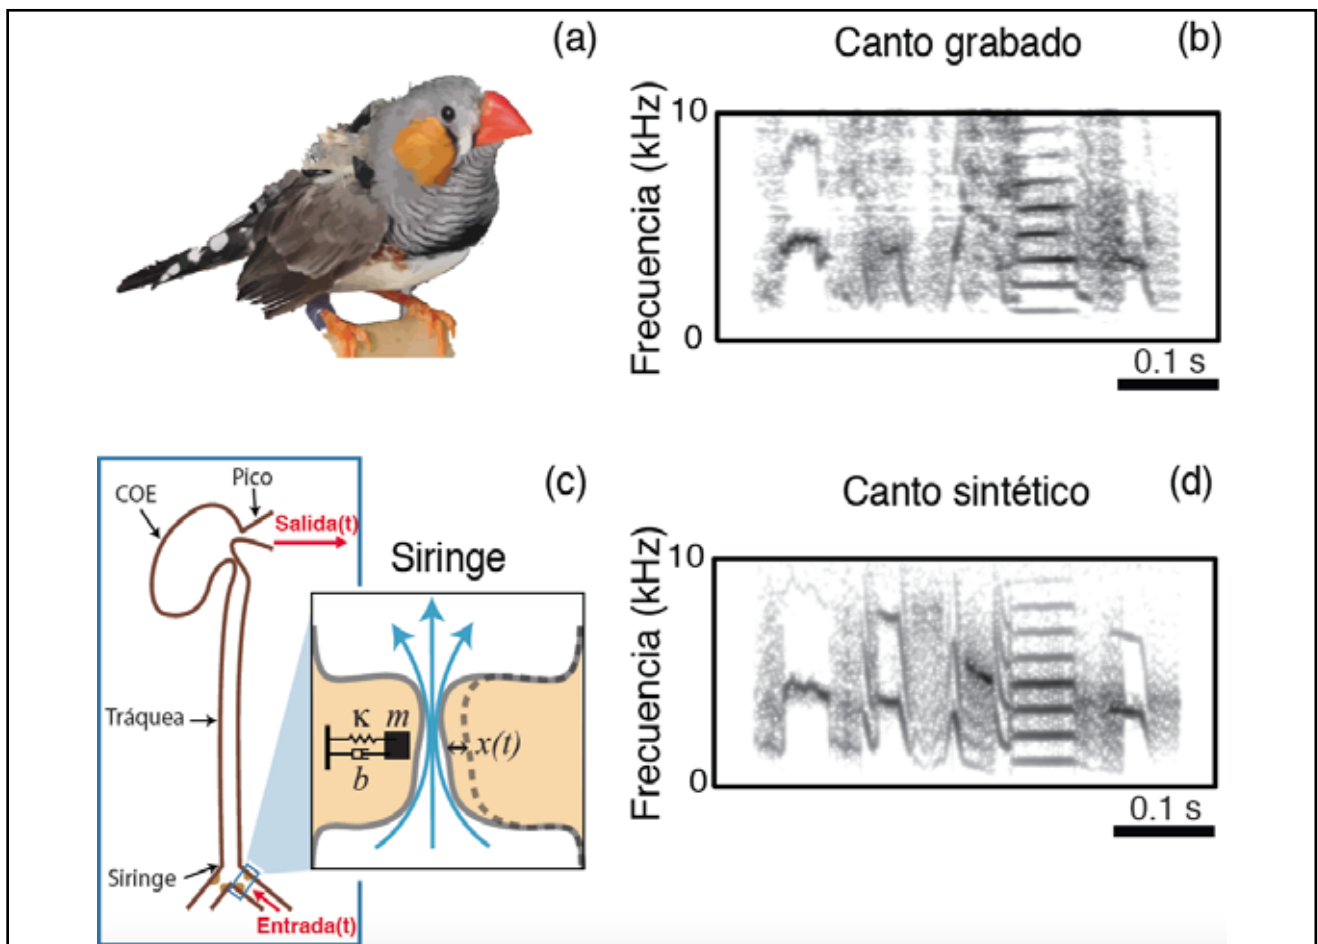 (a)
Canto grabado
(b)
Frecuencia (kHz)
10
0
0.1 s
(c)
COE
Pico
Salida(t)
Siringe
κ
m
b
x(t)
Tráquea
Siringe
Entrada(t)
Canto sintético
(d)
Frecuencia (kHz)
10
0
0.1 s